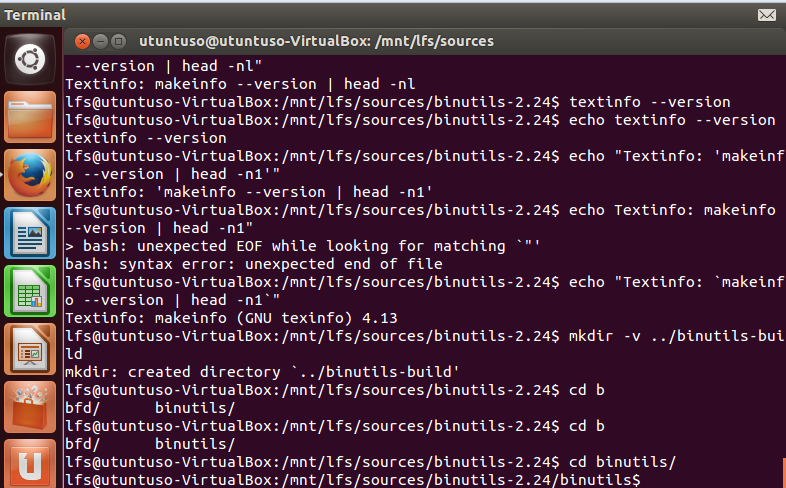 Terminal
utuntuso@utuntuso-VirtualBox: /mnt/lfs/sources
 --version | head -nl"
Textinfo: makeinfo --version | head -nl
lfs@utuntuso-VirtualBox:/mnt/lfs/sources/binutils-2.24$ textinfo --version
lfs@utuntuso-VirtualBox:/mnt/lfs/sources/binutils-2.24$ echo textinfo --version
textinfo --version
lfs@utuntuso-VirtualBox:/mnt/lfs/sources/binutils-2.24$ echo "Textinfo: 'makeinf
o --version | head -n1'"
Textinfo: 'makeinfo --version | head -n1'
lfs@utuntuso-VirtualBox:/mnt/lfs/sources/binutils-2.24$ echo Textinfo: makeinfo
--version | head -n1"
> bash: unexpected EOF while looking for matching `"'
bash: syntax error: unexpected end of file
lfs@utuntuso-VirtualBox:/mnt/lfs/sources/binutils-2.24$ echo "Textinfo: `makeinf
o --version | head -n1`"
Textinfo: makeinfo (GNU texinfo) 4.13
lfs@utuntuso-VirtualBox:/mnt/lfs/sources/binutils-2.24$ mkdir -v ../binutils-bui
ld
mkdir: created directory `../binutils-build'
lfs@utuntuso-VirtualBox:/mnt/lfs/sources/binutils-2.24$ cd b
bfd/      binutils/
lfs@utuntuso-VirtualBox:/mnt/lfs/sources/binutils-2.24$ cd b
bfd/      binutils/
lfs@utuntuso-VirtualBox:/mnt/lfs/sources/binutils-2.24$ cd binutils/
lfs@utuntuso-VirtualBox:/mnt/lfs/sources/binutils-2.24/binutils$